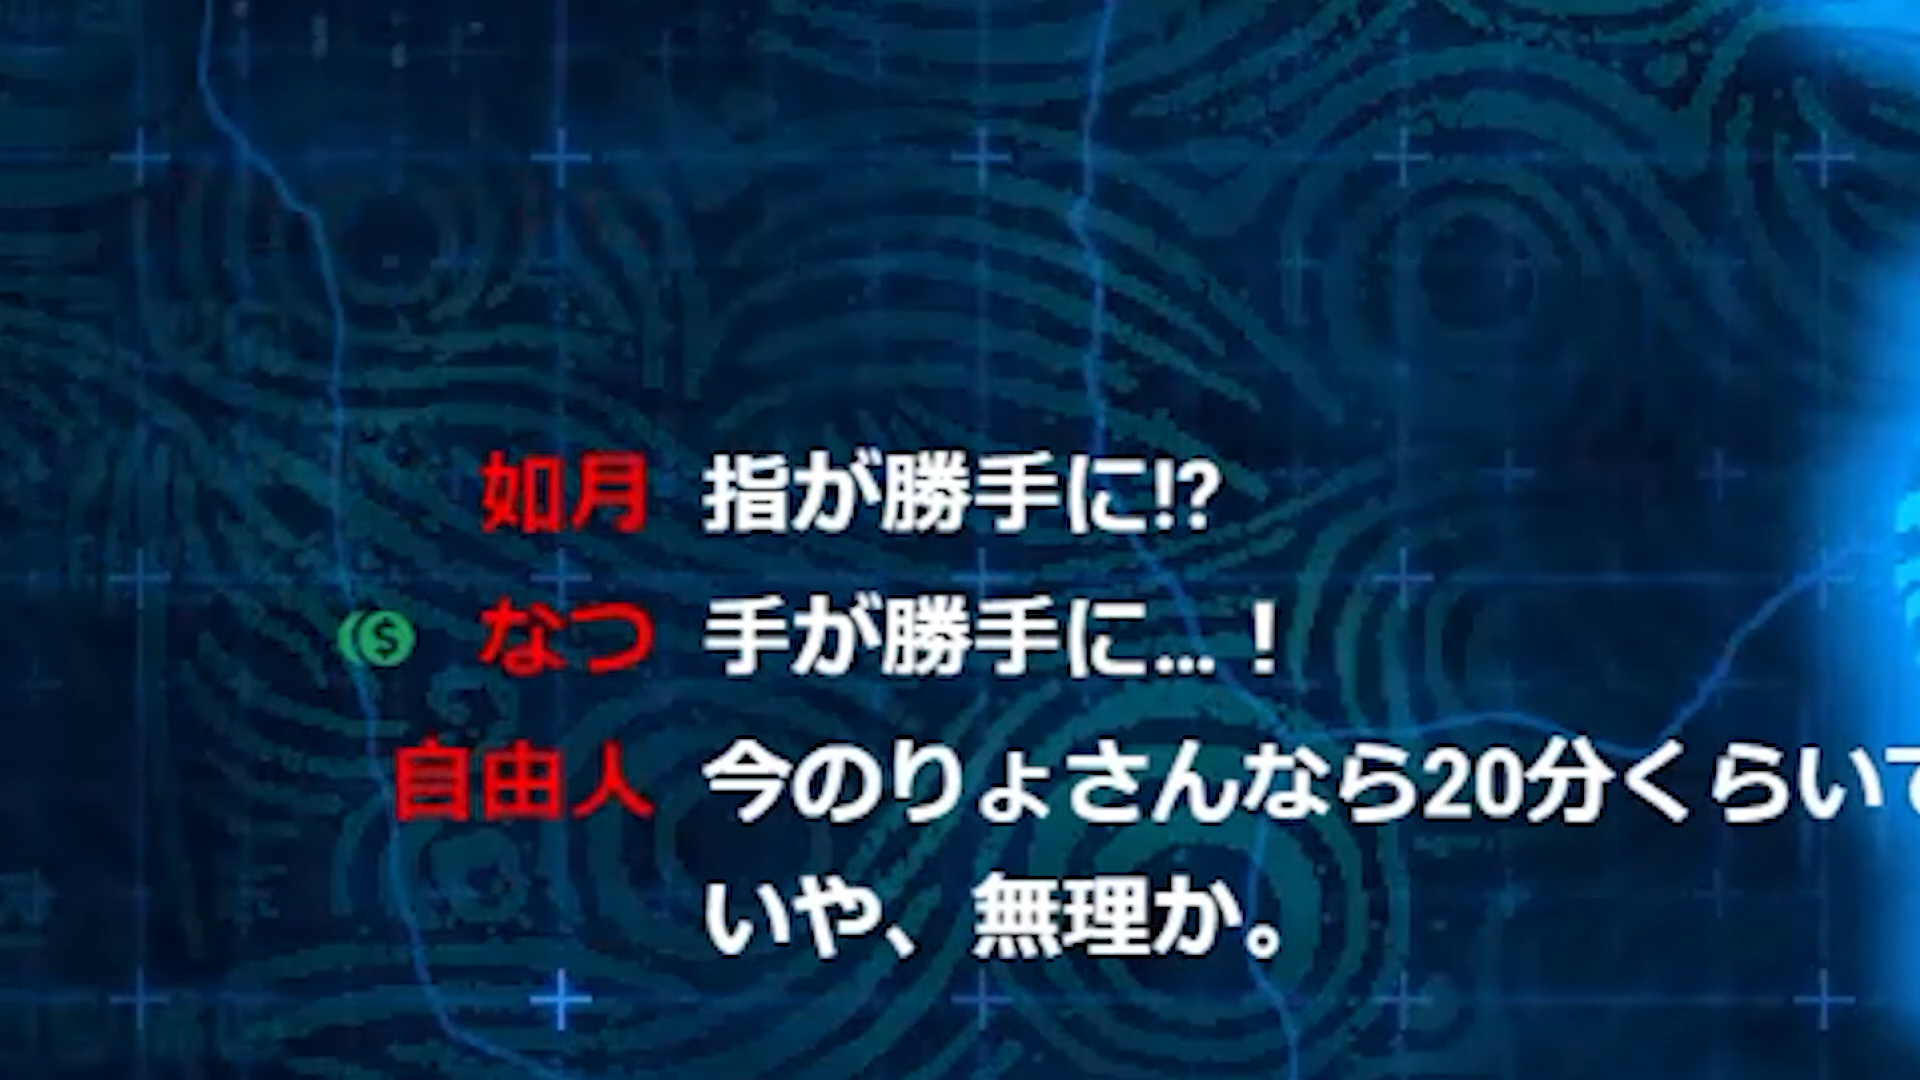 如月 指が勝手に!?
なつ 手が勝手に...！
自由人 今のりょさんなら20分くらいで
いや、無理か。